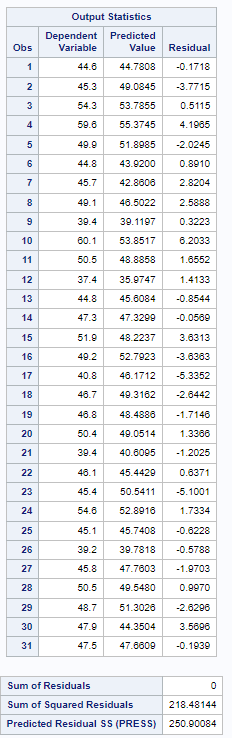 Output Statistics
Obs Dependent Variable Predicted Value Residual
1 44.6 44.7808 -0.1718
2 45.3 49.0845 -3.7715
3 54.3 53.7855 0.5115
4 59.6 55.3745 4.1965
5 49.9 51.8985 -2.0245
6 44.8 43.9200 0.8910
7 45.7 42.8606 2.8204
8 49.1 46.5022 2.5888
9 39.4 39.1197 0.3223
10 60.1 53.8517 6.2033
11 50.5 48.8858 1.6552
12 37.4 35.9747 1.4133
13 44.8 45.6084 -0.8544
14 47.3 47.3299 -0.0569
15 51.9 48.2237 3.6313
16 49.2 52.7923 -3.6363
17 40.8 46.1712 -5.3352
18 46.7 49.3162 -2.6442
19 46.8 48.4886 -1.7146
20 50.4 49.0514 1.3366
21 39.4 40.6095 -1.2025
22 46.1 45.4429 0.6371
23 45.4 50.5411 -5.1001
24 54.6 52.8916 1.7334
25 45.1 45.7408 -0.6228
26 39.2 39.7818 -0.5788
27 45.8 47.7603 -1.9703
28 50.5 49.5480 0.9970
29 48.7 51.3026 -2.6296
30 47.9 44.3504 3.5696
31 47.5 47.6609 -0.1939
Sum of Residuals 0
Sum of Squared Residuals 218.48144
Predicted Residual SS (PRESS) 250.90084